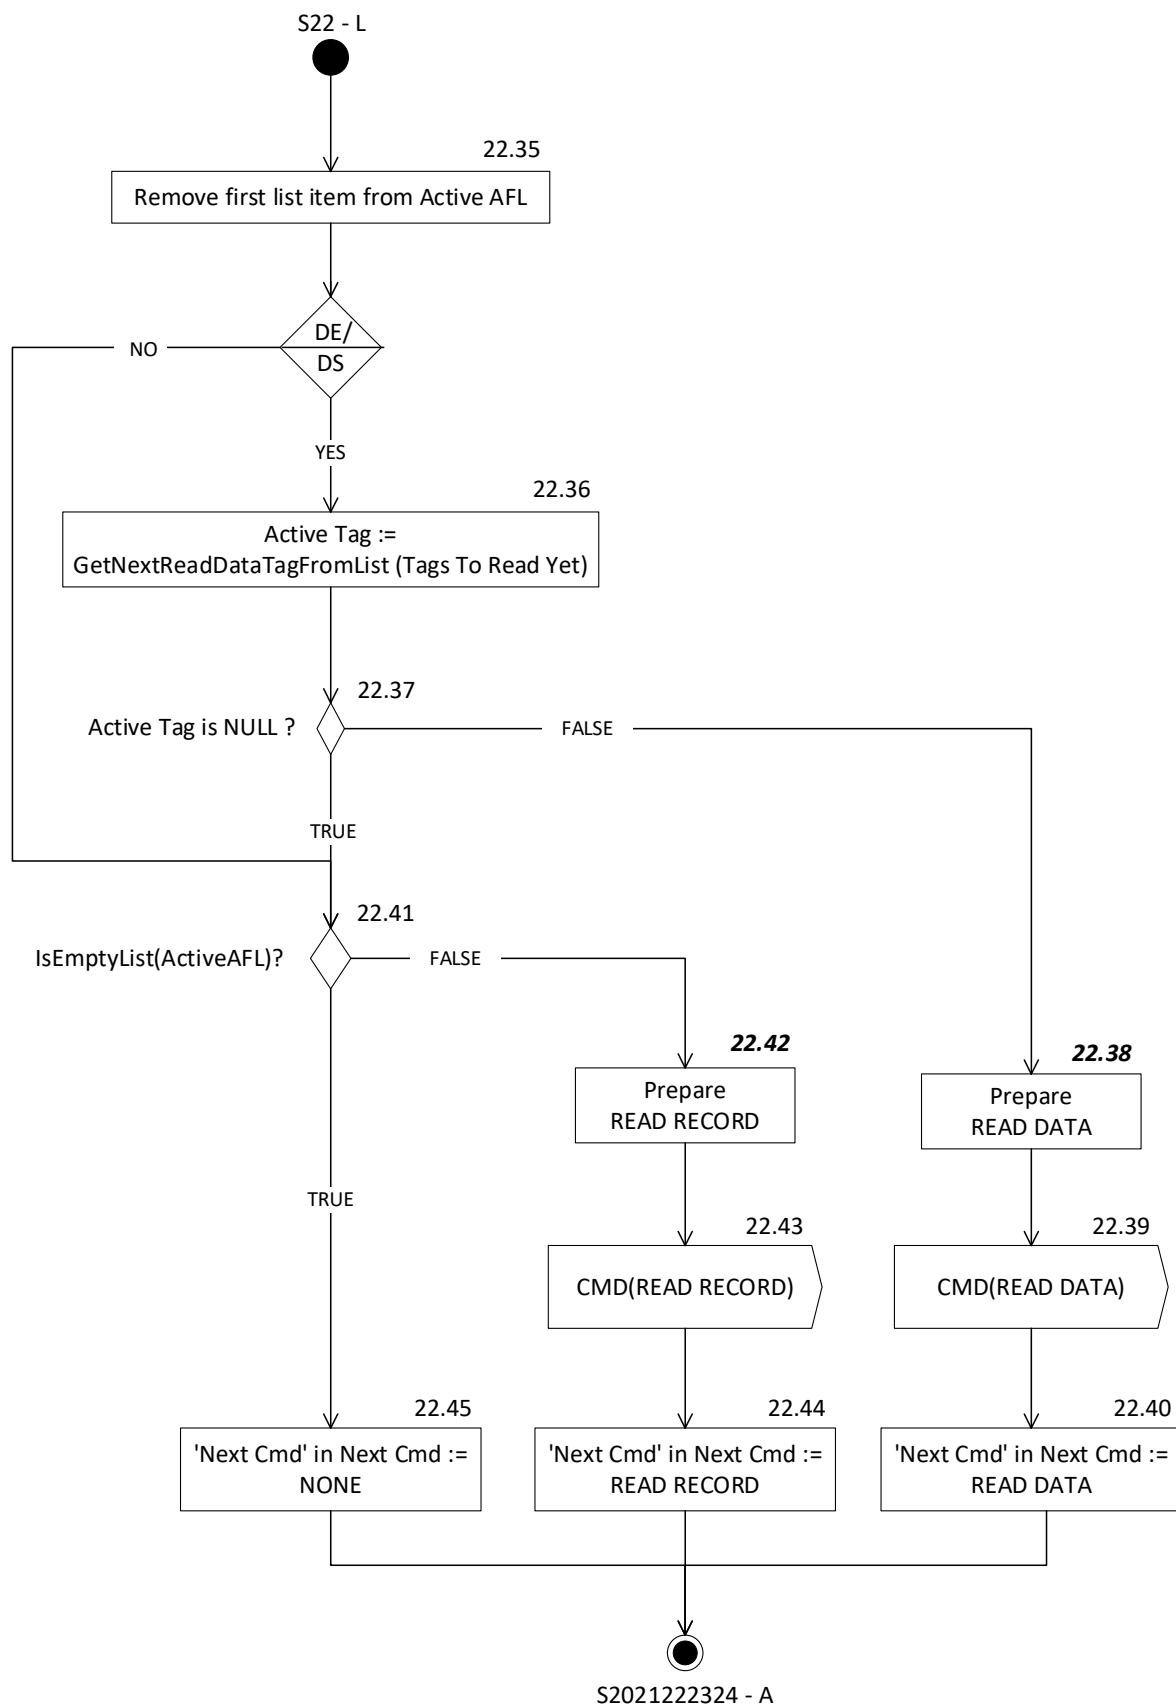 S22 - L
22.35
Remove first list item from Active AFL
DE/
DS
NO
YES
22.36
Active Tag :=
GetNextReadDataTagFromList (Tags To Read Yet)
22.37
Active Tag is NULL ?
FALSE
TRUE
22.41
IsEmptyList(ActiveAFL)?
FALSE
22.42
22.38
Prepare
READ RECORD
Prepare
READ DATA
TRUE
22.43
22.39
CMD(READ RECORD)
CMD(READ DATA)
22.45
22.44
22.40
'Next Cmd' in Next Cmd :=
NONE
'Next Cmd' in Next Cmd :=
READ RECORD
'Next Cmd' in Next Cmd :=
READ DATA
S2021222324 - A